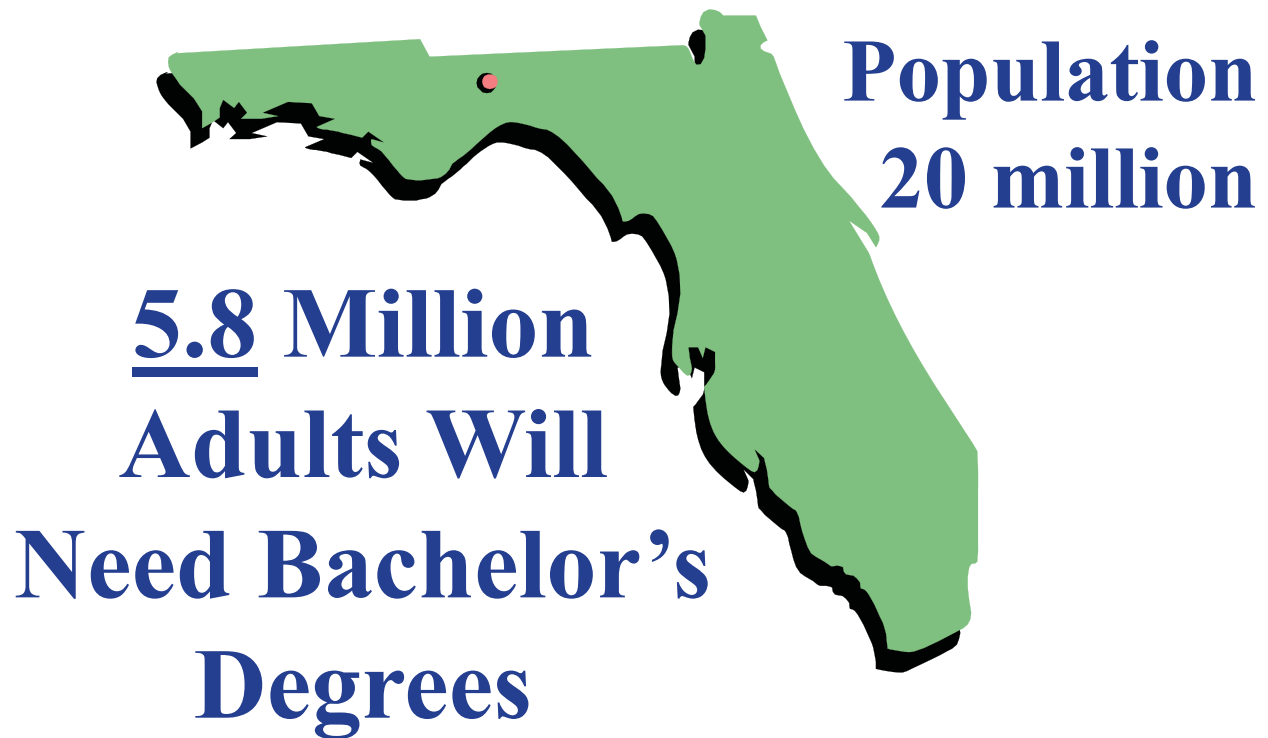 Population
20 million
5.8 Million
Adults Will
Need Bachelor’s
Degrees